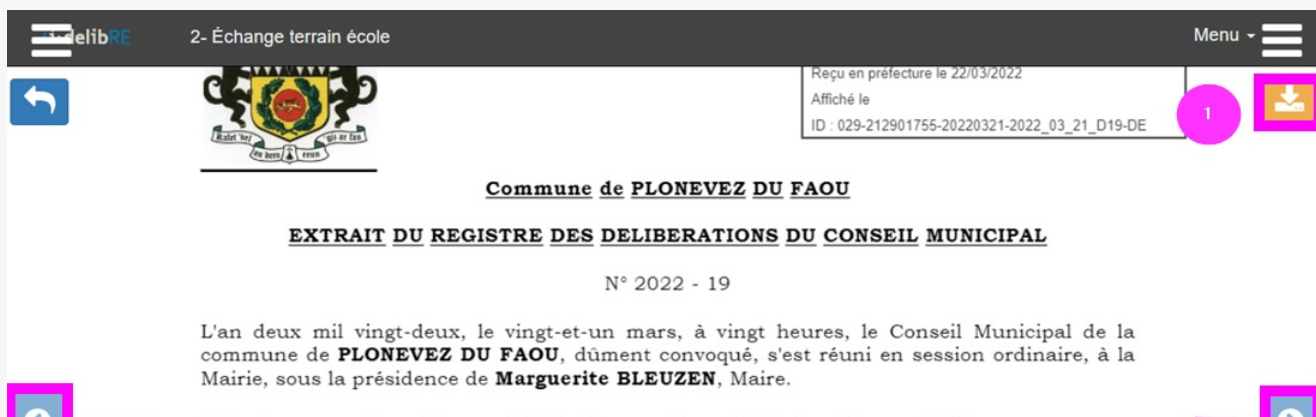 delibRE
2- Échange terrain école
Menu
Reçu en préfecture le 22/03/2022
Affiché le
ID : 029-212901755-20220321-2022_03_21_D19-DE
1
Commune de PLONEVEZ DU FAOU
EXTRAIT DU REGISTRE DES DELIBERATIONS DU CONSEIL MUNICIPAL
N° 2022 - 19
L'an deux mil vingt-deux, le vingt-et-un mars, à vingt heures, le Conseil Municipal de la
commune de PLONEVEZ DU FAOU, dûment convoqué, s'est réuni en session ordinaire, à la
Mairie, sous la présidence de Marguerite BLEUZEN, Maire.